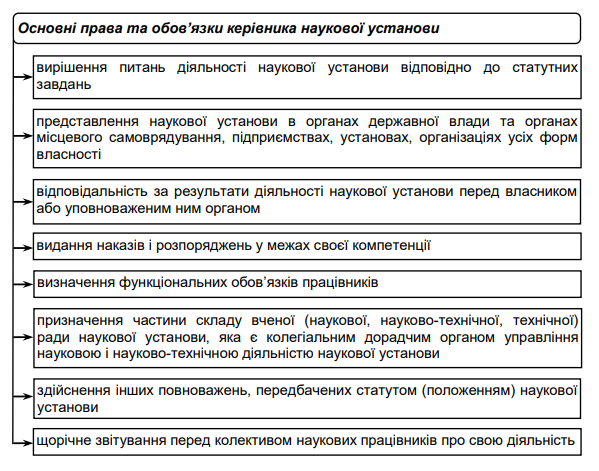 Основні права та обов’язки керівника наукової установи
вирішення питань діяльності наукової установи відповідно до статутних
завдань
представлення наукової установи в органах державної влади та органах
місцевого самоврядування, підприємствах, установах, організаціях усіх форм
власності
відповідальність за результати діяльності наукової установи перед власником
або уповноваженим ним органом
видання наказів і розпоряджень у межах своєї компетенції
визначення функціональних обов’язків працівників
призначення частини складу вченої (наукової, науково-технічної, технічної)
ради наукової установи, яка є колегіальним дорадчим органом управління
науковою і науково-технічною діяльністю наукової установи
здійснення інших повноважень, передбачених статутом (положенням) наукової
установи
щорічне звітування перед колективом наукових працівників про свою діяльність